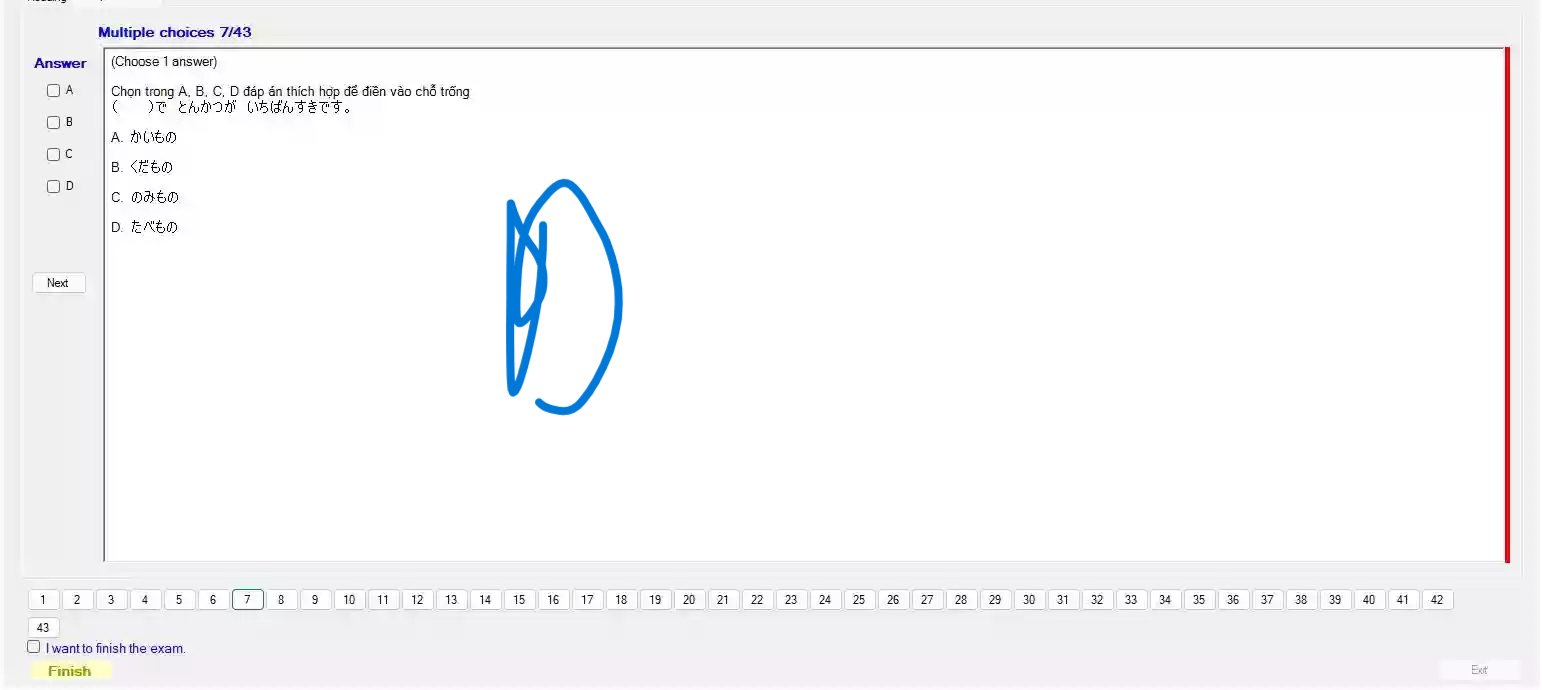 Multiple choices 7/43
Answer
A
B
C
D
Next
(Choose 1 answer)
Chọn trong A, B, C, D đáp án thích hợp để điền vào chỗ trống
(　　)で とんかつが いちばんすきです。
A. かいもの
B. くだもの
C. のみもの
D. たべもの
D
1 2 3 4 5 6 7 8 9 10 11 12 13 14 15 16 17 18 19 20 21 22 23 24 25 26 27 28 29 30 31 32 33 34 35 36 37 38 39 40 41 42
43
I want to finish the exam.
Finish
Exit